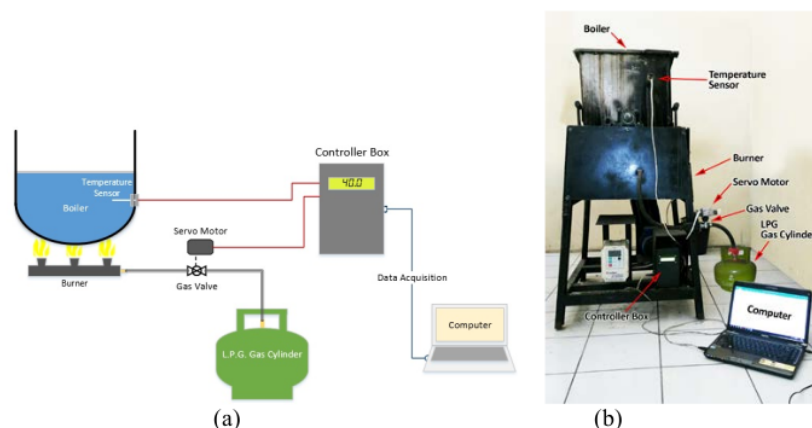 Controller Box
40.0
Temperature
Sensor
Boiler
Servo Motor
Burner
Gas Valve
Data Acquisition
L.P.G. Gas Cylinder
Computer
(a)
Boiler
Temperature
Sensor
Burner
Servo Motor
Gas Valve
LPG
Gas Cylinder
Controller Box
Computer
(b)